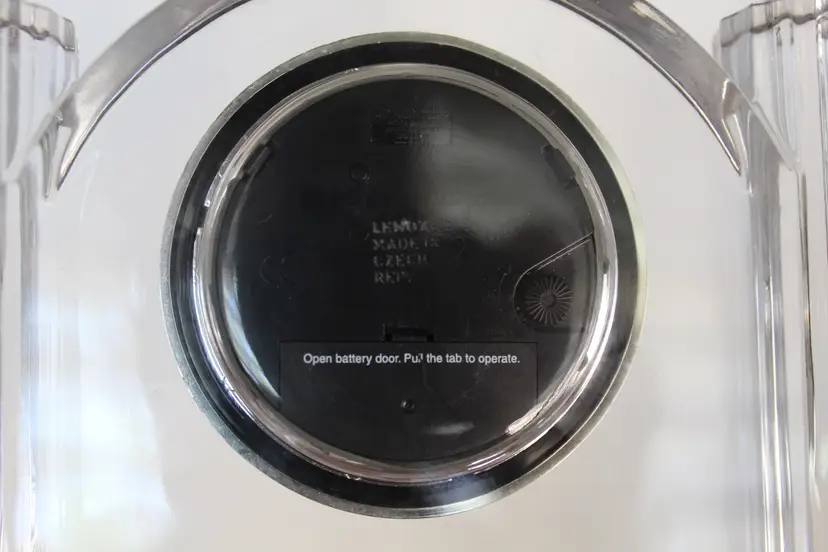 LENOX
MADE IN
CZECH
REP.
Open battery door. Pull the tab to operate.